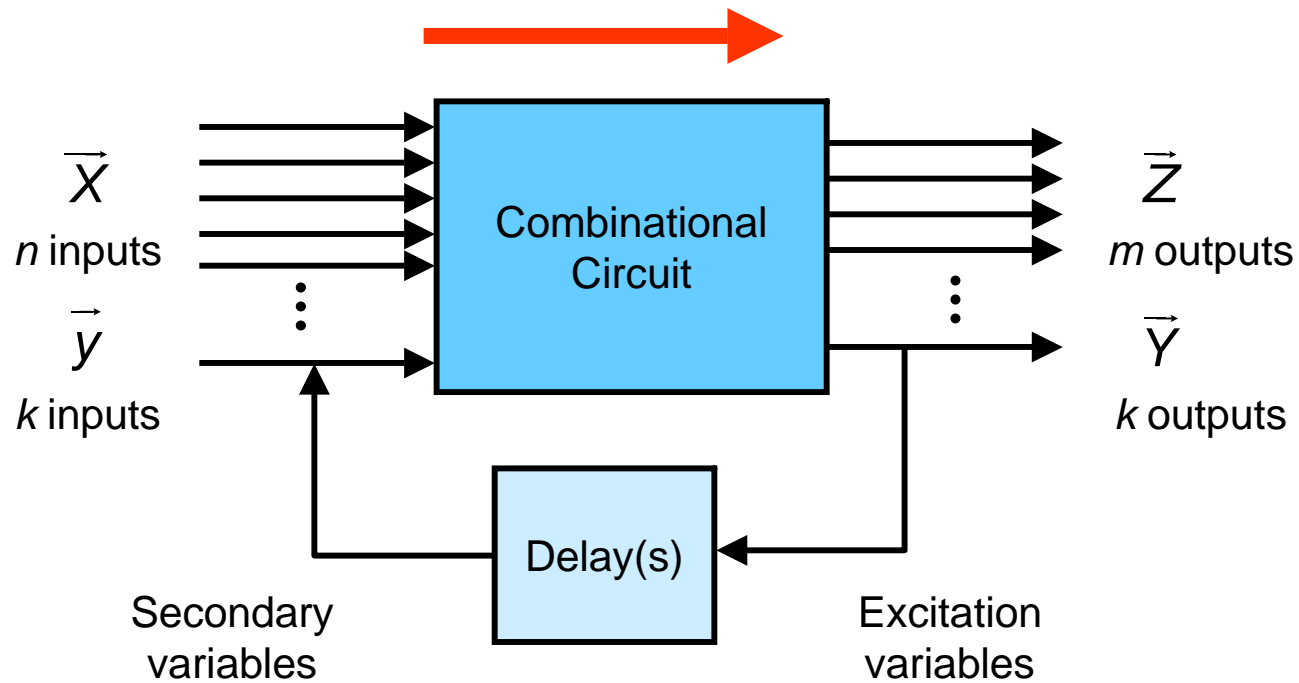 X
n inputs
y
k inputs
Combinational
Circuit
Z
m outputs
Y
k outputs
Delay(s)
Secondary
variables
Excitation
variables